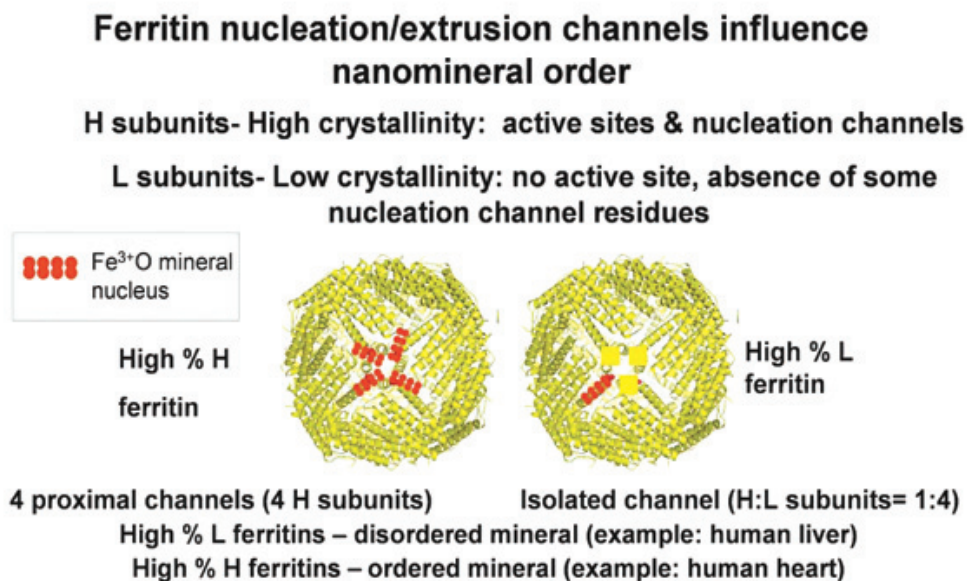 Ferritin nucleation/extrusion channels influence
nanomineral order
H subunits- High crystallinity: active sites & nucleation channels
L subunits- Low crystallinity: no active site, absence of some
nucleation channel residues
Fe³⁺O mineral
nucleus
High % H
ferritin
High % L
ferritin
4 proximal channels (4 H subunits)
Isolated channel (H:L subunits= 1:4)
High % L ferritins – disordered mineral (example: human liver)
High % H ferritins – ordered mineral (example: human heart)